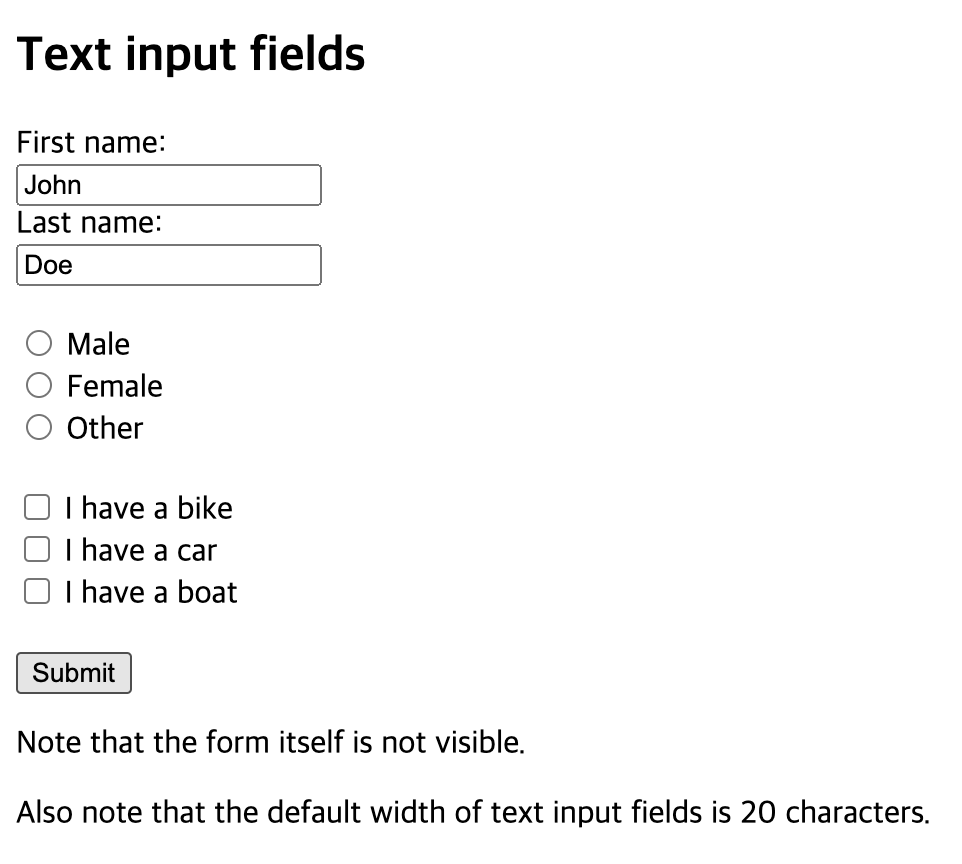 Text input fields
First name:
John
Last name:
Doe
Male
Female
Other
I have a bike
I have a car
I have a boat
Submit
Note that the form itself is not visible.
Also note that the default width of text input fields is 20 characters.